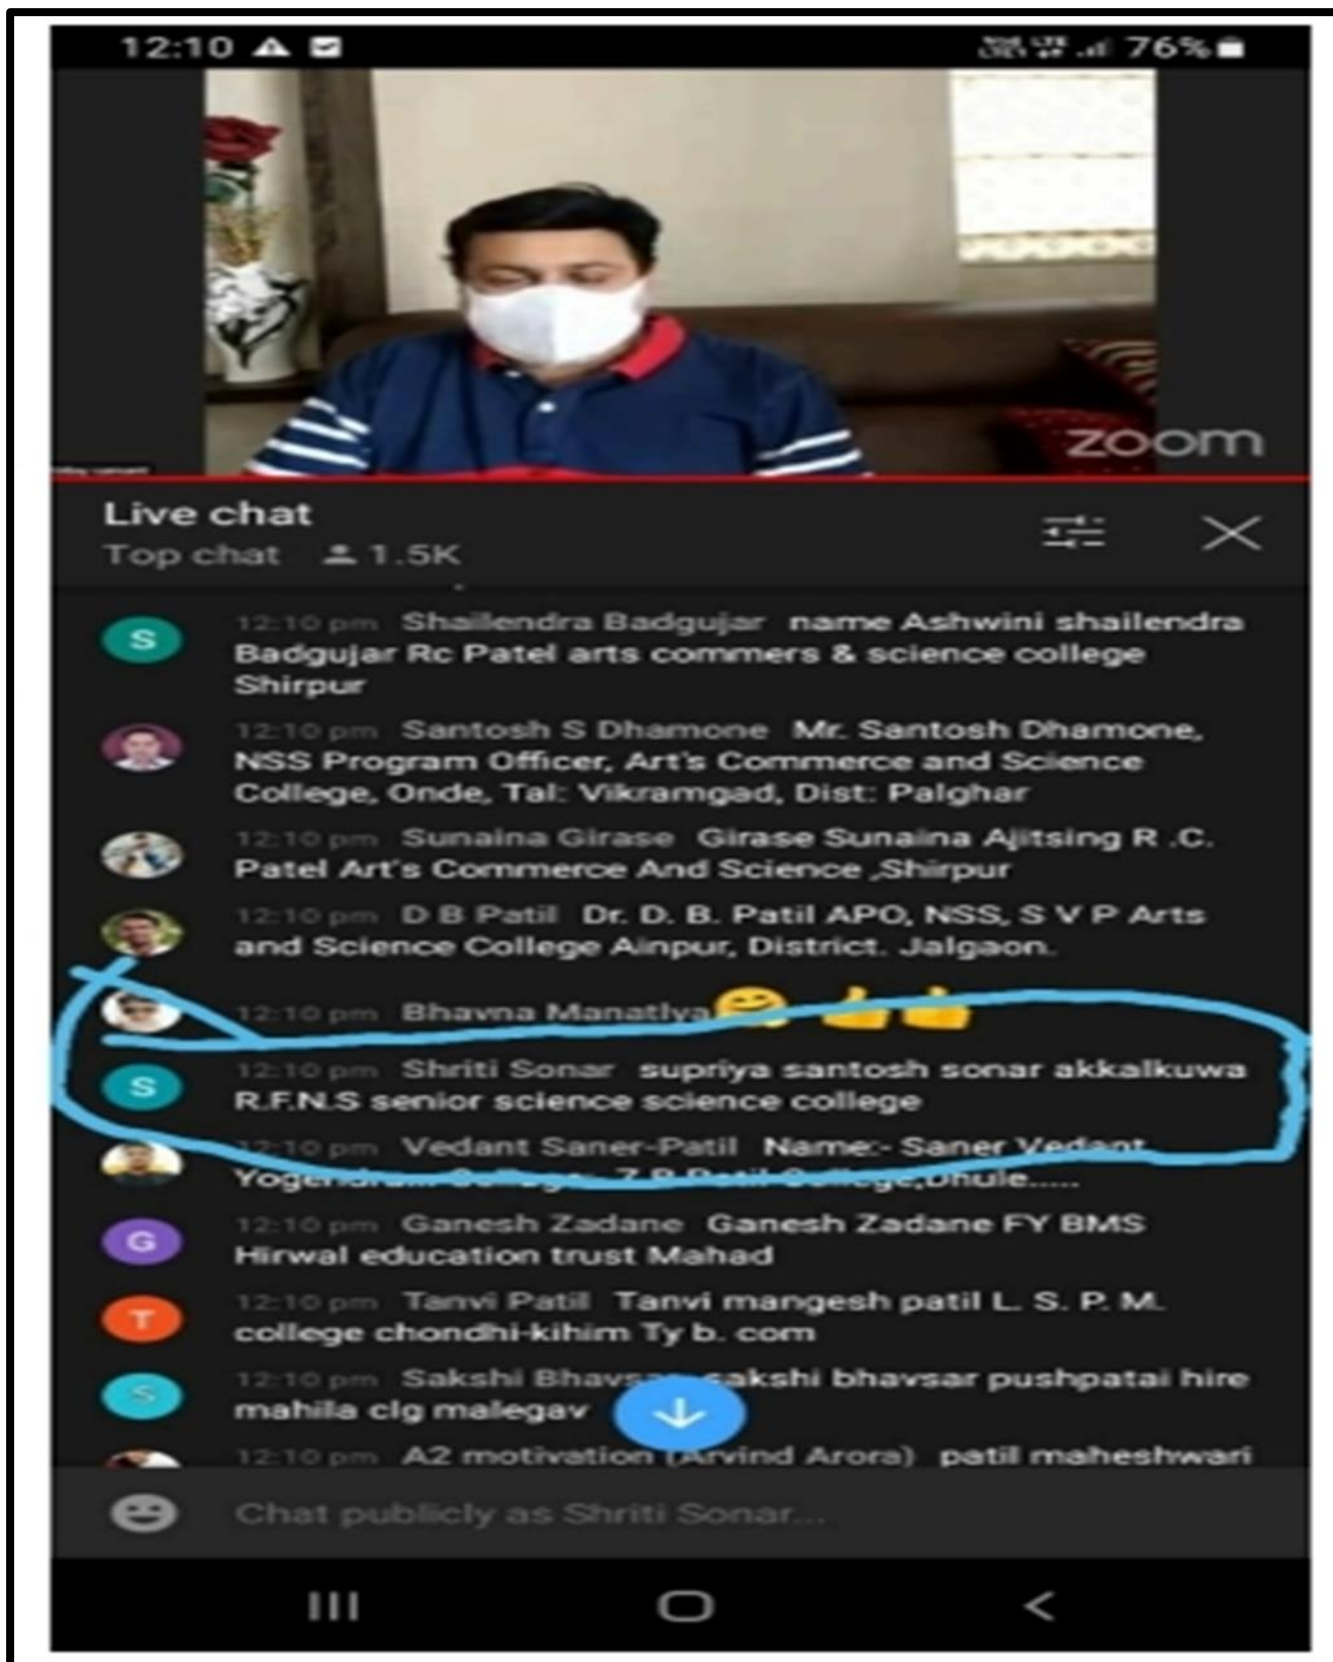 12:10
76%
zoom
Live chat
Top chat 1.5K
12:10 pm Shailendra Badgujar name Ashwini shailendra
Badgujar Rc Patel arts commers & science college
Shirpur
12:10 pm Santosh S Dhamone Mr. Santosh Dhamone,
NSS Program Officer, Art's Commerce and Science
College, Onde, Tal: Vikramgad, Dist: Palghar
12:10 pm Sunaina Girase Girase Sunaina Ajitsing R .C.
Patel Art's Commerce And Science ,Shirpur
12:10 pm D B Patil Dr. D. B. Patil APO, NSS, S V P Arts
and Science College Ainpur, District. Jalgaon.
12:10 pm Bhavna Manatiya
S 12:10 pm Shriti Sonar supriya santosh sonar akkalkuwa
R.F.N.S senior science science college
12:10 pm Vedant Saner-Patil Name:- Saner Vedant
College,Dhule.....
G 12:10 pm Ganesh Zadane Ganesh Zadane FY BMS
Hirwal education trust Mahad
T 12:10 pm Tanvi Patil Tanvi mangesh patil L. S. P. M.
college chondhi-kihim Ty b. com
S 12:10 pm Sakshi sakshi bhavsar pushpatai hire
mahila clg malegav
12:10 pm A2 motivation (Arvind Arora) patil maheshwari
Chat publicly as Shriti Sonar...